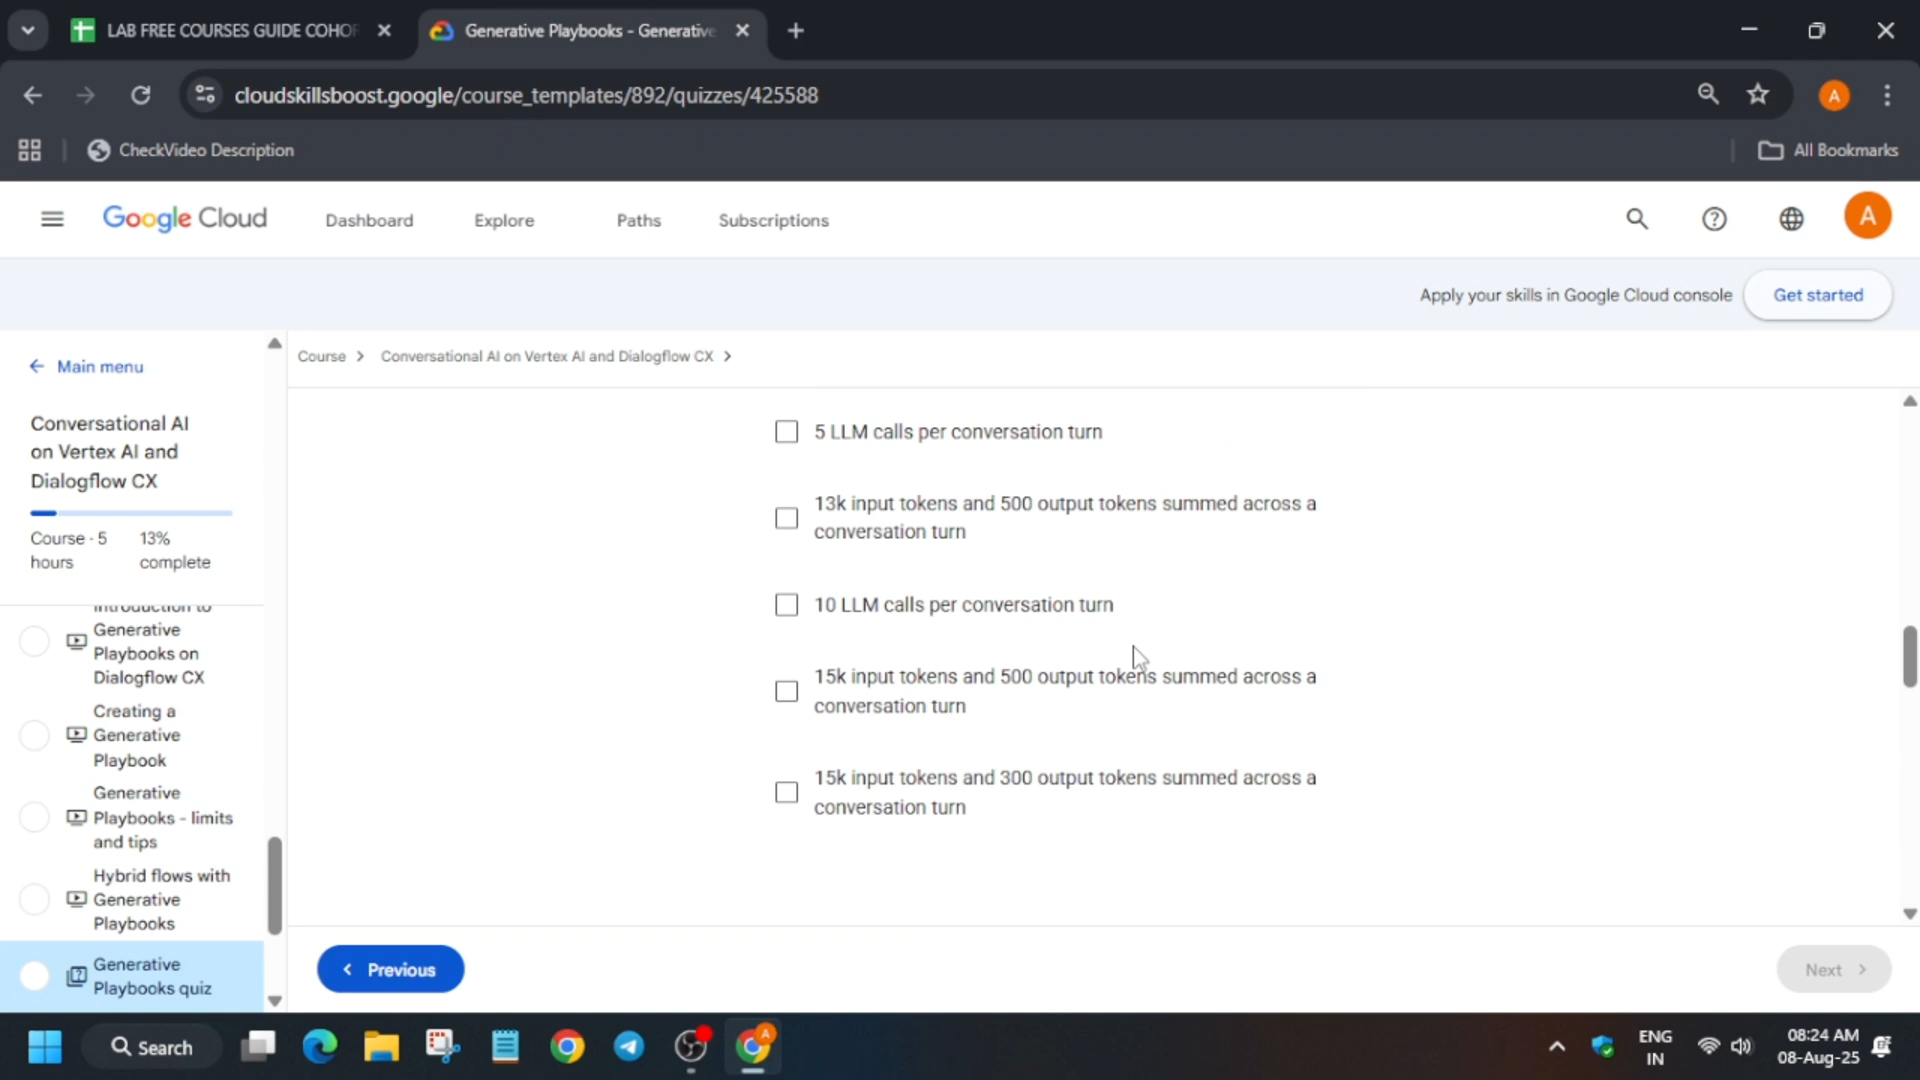 LAB FREE COURSES GUIDE COHO
Generative Playbooks - Generative
cloudskillsboost.google/course_templates/892/quizzes/425588
A
CheckVideo Description
All Bookmarks
Google Cloud
Dashboard
Explore
Paths
Subscriptions
A
Apply your skills in Google Cloud console
Get started
Main menu
Course
Conversational AI on Vertex AI and Dialogflow CX
Conversational AI
on Vertex AI and
Dialogflow CX
Course · 5
hours
13%
complete
Introduction to
Generative
Playbooks on
Dialogflow CX
Creating a
Generative
Playbook
Generative
Playbooks - limits
and tips
Hybrid flows with
Generative
Playbooks
Generative
Playbooks quiz
5 LLM calls per conversation turn
13k input tokens and 500 output tokens summed across a
conversation turn
10 LLM calls per conversation turn
15k input tokens and 500 output tokens summed across a
conversation turn
15k input tokens and 300 output tokens summed across a
conversation turn
Previous
Next
Search
A
ENG
IN
08:24 AM
08-Aug-25